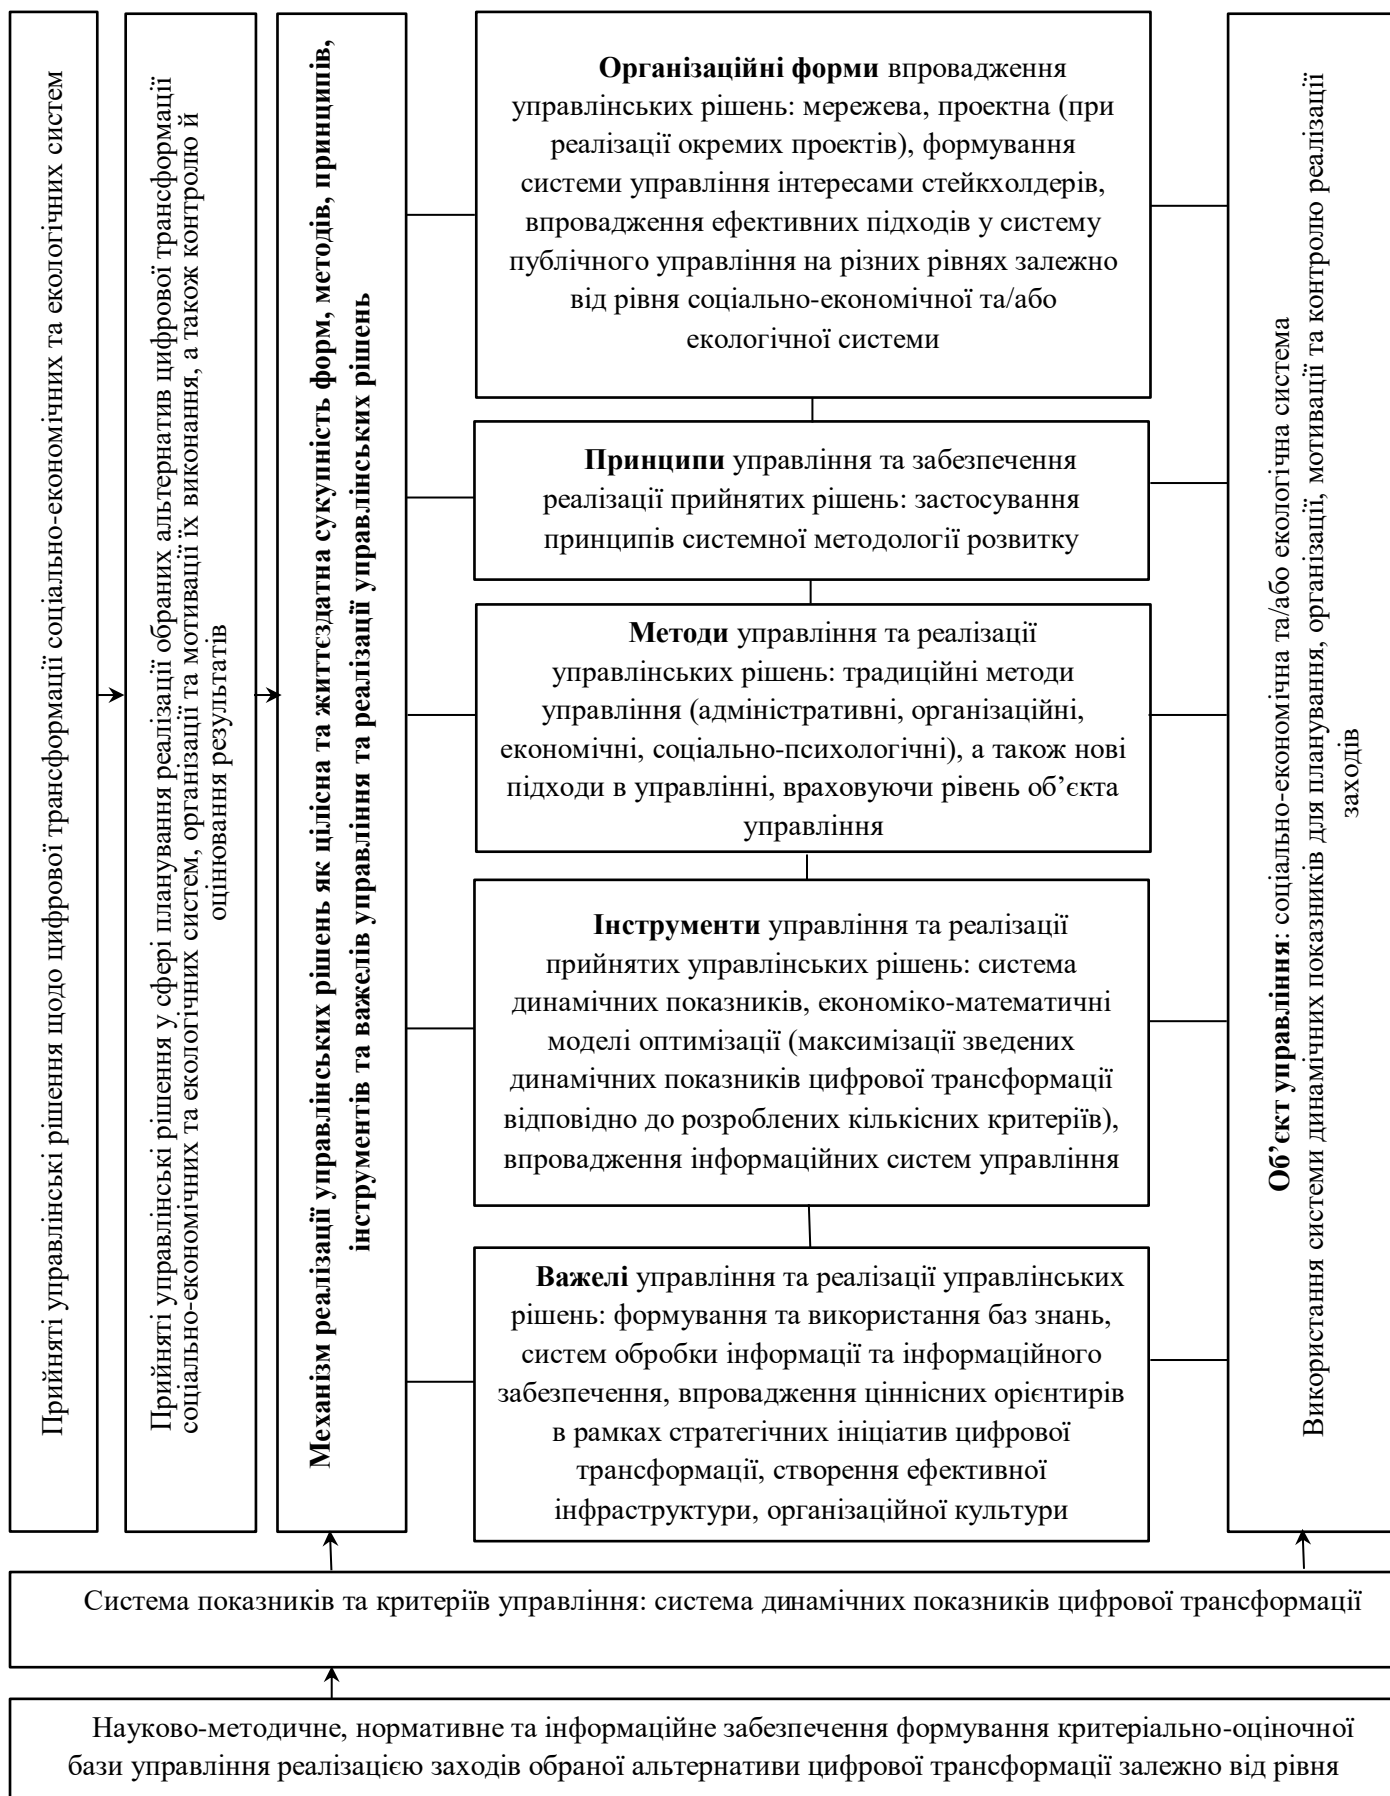 Прийняті управлінські рішення щодо цифрової трансформації соціально-економічних та екологічних систем
Прийняті управлінські рішення у сфері планування реалізації обраних альтернатив цифрової трансформації
соціально-економічних та екологічних систем, організації та мотивації їх виконання, а також контролю й
оцінювання результатів
Механізм реалізації управлінських рішень як цілісна та життєздатна сукупність форм, методів, принципів,
інструментів та важелів управління та реалізації управлінських рішень
Організаційні форми впровадження
управлінських рішень: мережева, проектна (при
реалізації окремих проектів), формування
системи управління інтересами стейкхолдерів,
впровадження ефективних підходів у систему
публічного управління на різних рівнях залежно
від рівня соціально-економічної та/або
екологічної системи
Принципи управління та забезпечення
реалізації прийнятих рішень: застосування
принципів системної методології розвитку
Методи управління та реалізації
управлінських рішень: традиційні методи
управління (адміністративні, організаційні,
економічні, соціально-психологічні), а також нові
підходи в управлінні, враховуючи рівень об’єкта
управління
Інструменти управління та реалізації
прийнятих управлінських рішень: система
динамічних показників, економіко-математичні
моделі оптимізації (максимізації зведених
динамічних показників цифрової трансформації
відповідно до розроблених кількісних критеріїв),
впровадження інформаційних систем управління
Важелі управління та реалізації управлінських
рішень: формування та використання баз знань,
систем обробки інформації та інформаційного
забезпечення, впровадження ціннісних орієнтирів
в рамках стратегічних ініціатив цифрової
трансформації, створення ефективної
інфраструктури, організаційної культури
Об’єкт управління: соціально-економічна та/або екологічна система
Використання системи динамічних показників для планування, організації, мотивації та контролю реалізації
заходів
Система показників та критеріїв управління: система динамічних показників цифрової трансформації
Науково-методичне, нормативне та інформаційне забезпечення формування критеріально-оціночної
бази управління реалізацією заходів обраної альтернативи цифрової трансформації залежно від рівня